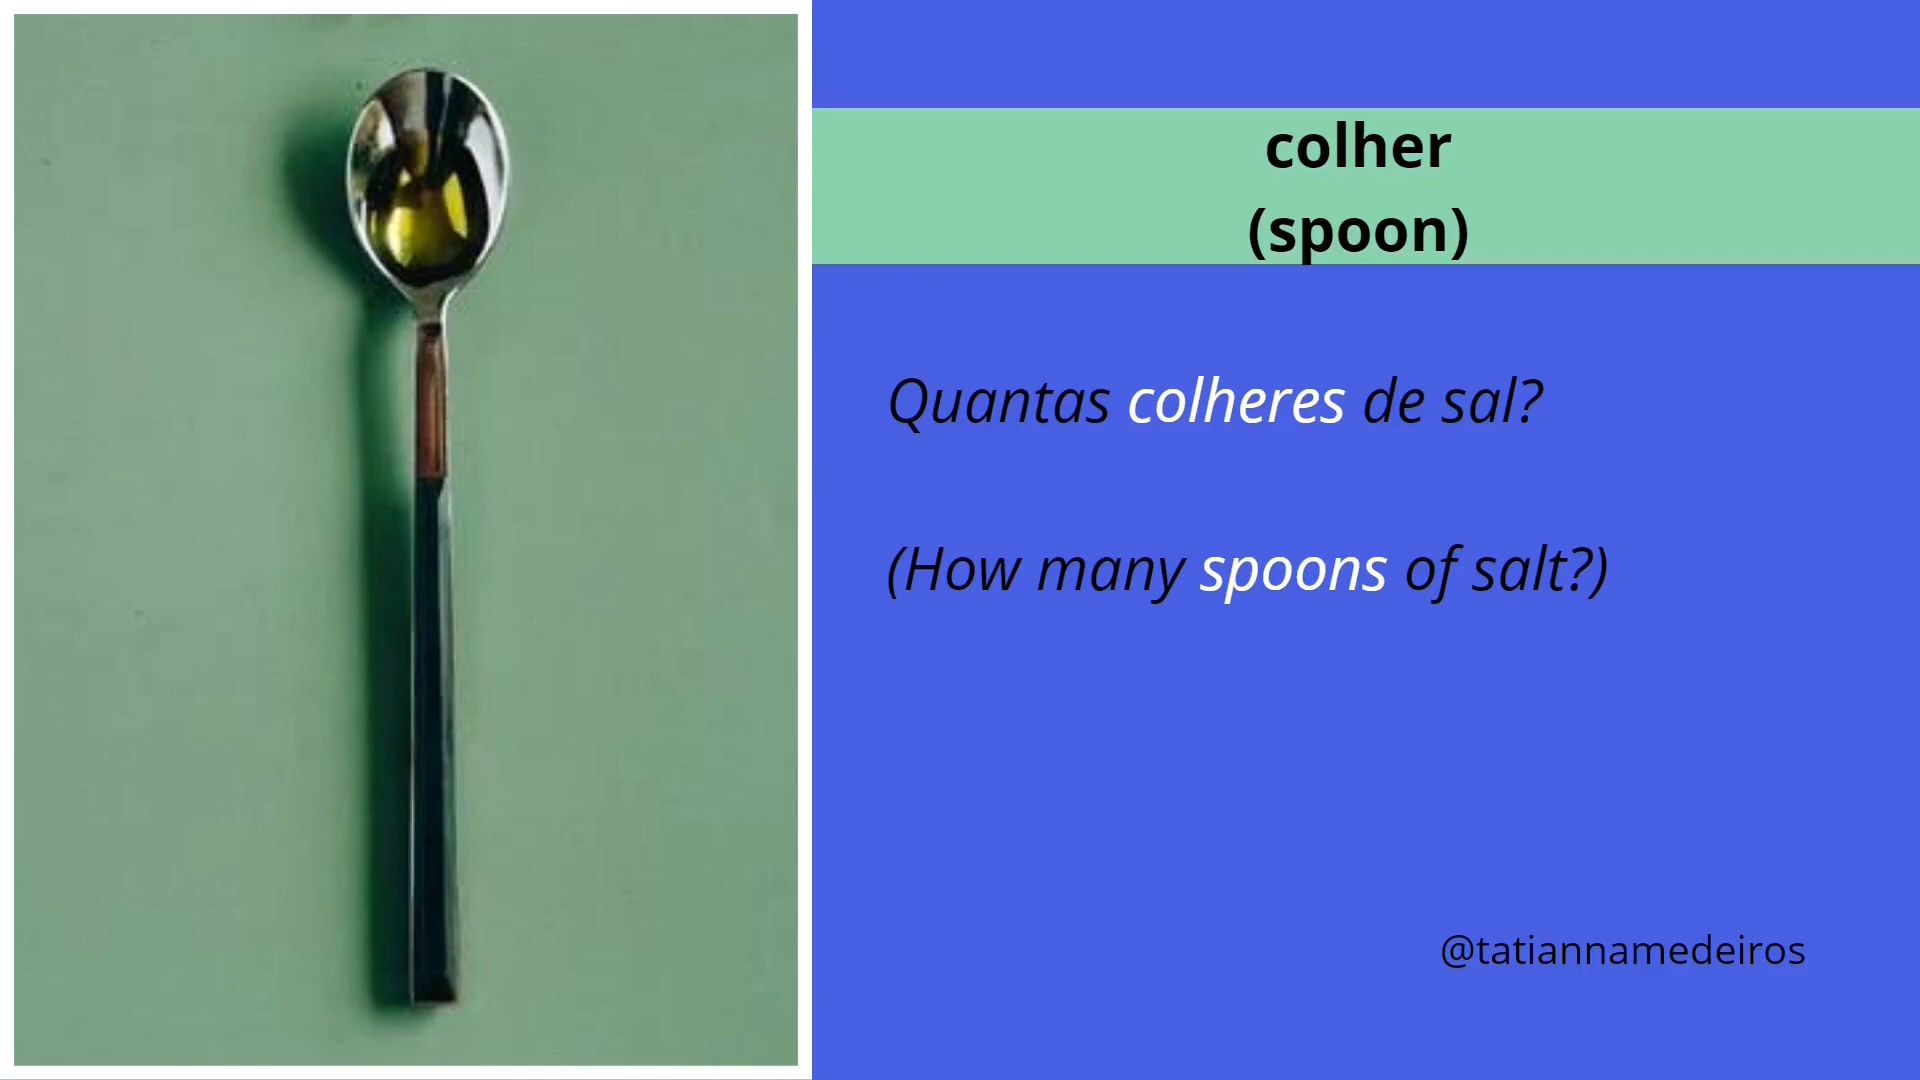 colher
(spoon)
Quantas colheres de sal?
(How many spoons of salt?)
@tatiannamedeiros